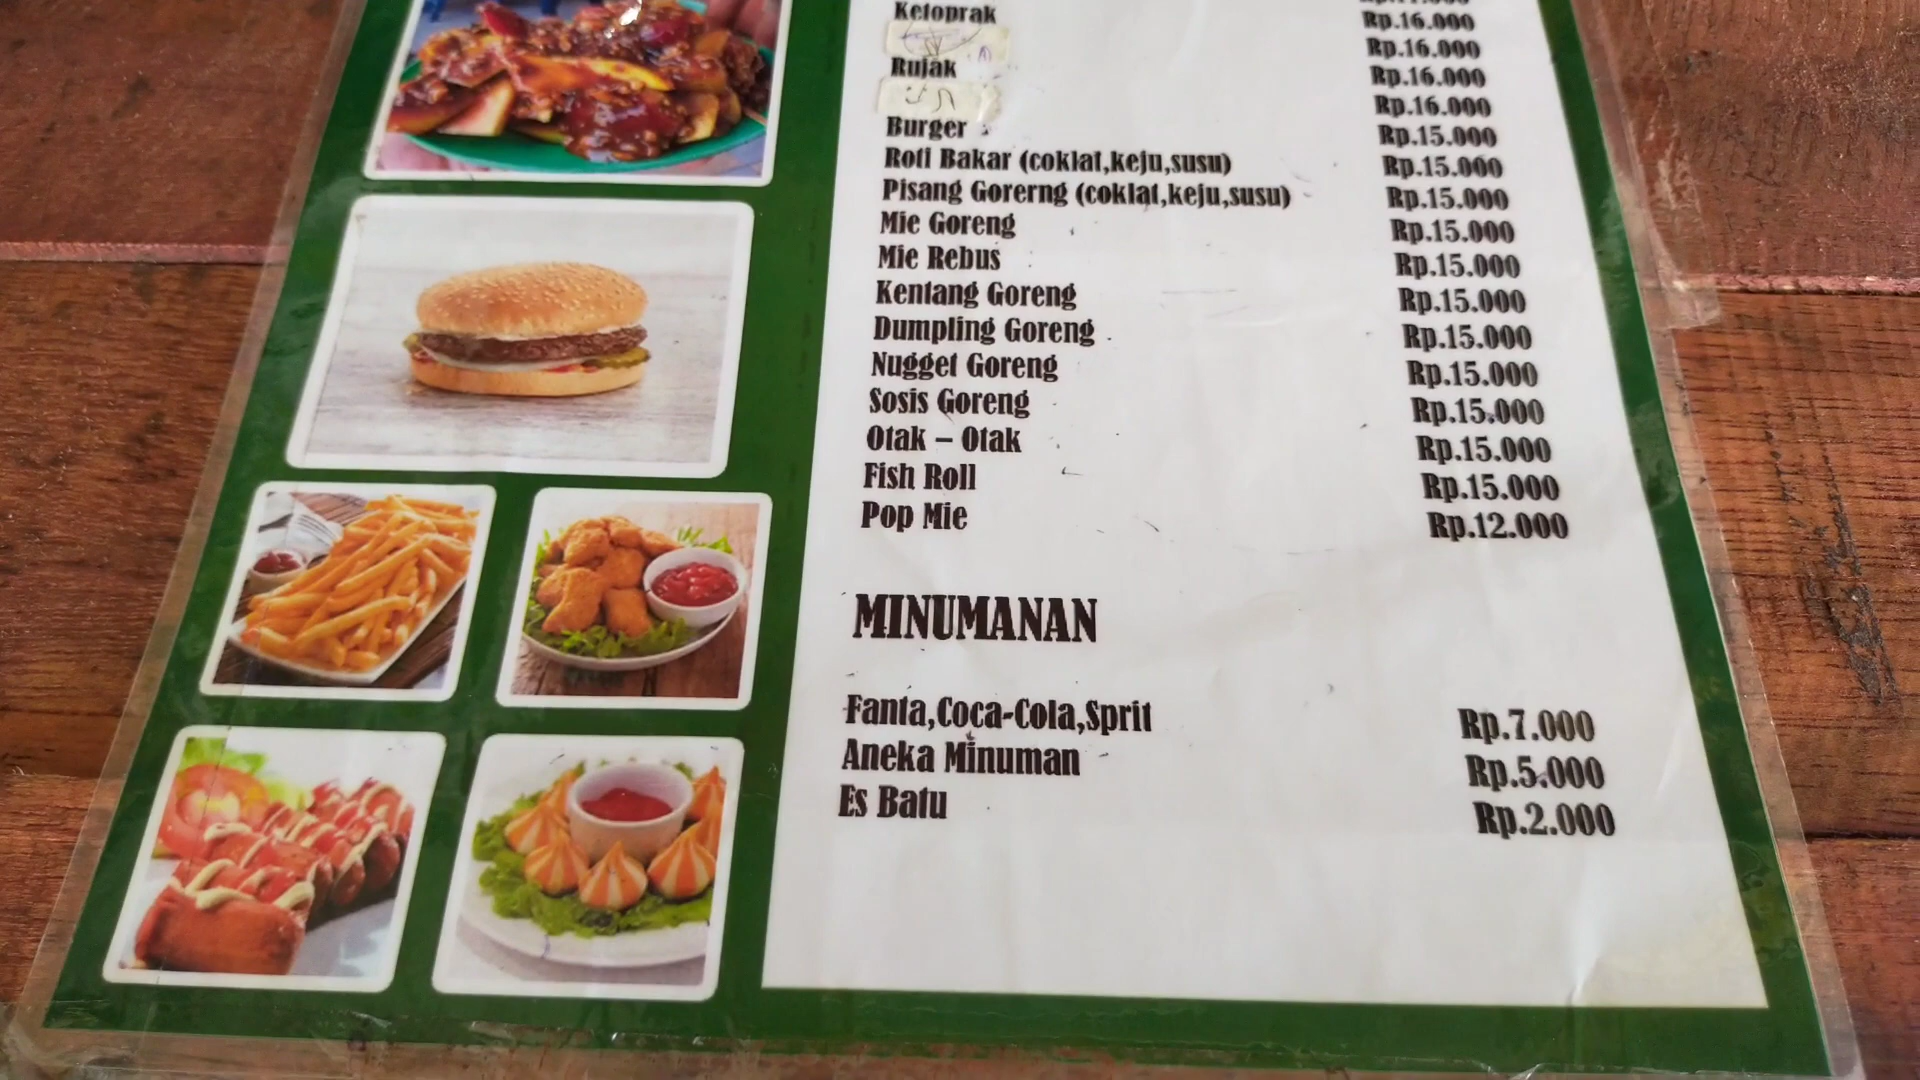 Ketoprak Rp.16.000
Rp.16.000
Rujak Rp.16.000
Rp.16.000
Burger Rp.15.000
Roti Bakar (coklat,keju,susu) Rp.15.000
Pisang Gorerng (coklat,keju,susu) Rp.15.000
Mie Goreng Rp.15.000
Mie Rebus Rp.15.000
Kentang Goreng Rp.15.000
Dumpling Goreng Rp.15.000
Nugget Goreng Rp.15.000
Sosis Goreng Rp.15.000
Otak – Otak Rp.15.000
Fish Roll Rp.15.000
Pop Mie Rp.12.000
MINUMANAN
Fanta,Coca-Cola,Sprit Rp.7.000
Aneka Minuman Rp.5.000
Es Batu Rp.2.000